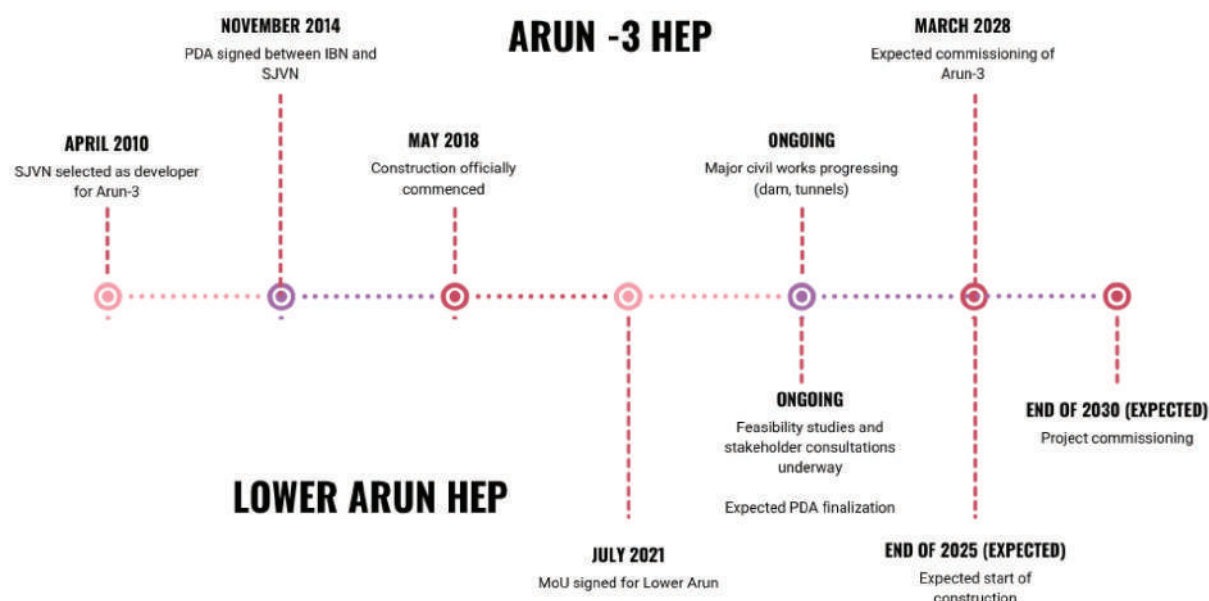 NOVEMBER 2014
PDA signed between IBN and
SJVN
ARUN -3 HEP
MARCH 2028
Expected commissioning of
Arun-3
APRIL 2010
SJVN selected as developer
for Arun-3
MAY 2018
Construction officially
commenced
ONGOING
Major civil works progressing
(dam, tunnels)
ONGOING
Feasibility studies and
stakeholder consultations
underway
Expected PDA finalization
END OF 2030 (EXPECTED)
Project commissioning
LOWER ARUN HEP
JULY 2021
MoU signed for Lower Arun
END OF 2025 (EXPECTED)
Expected start of
construction